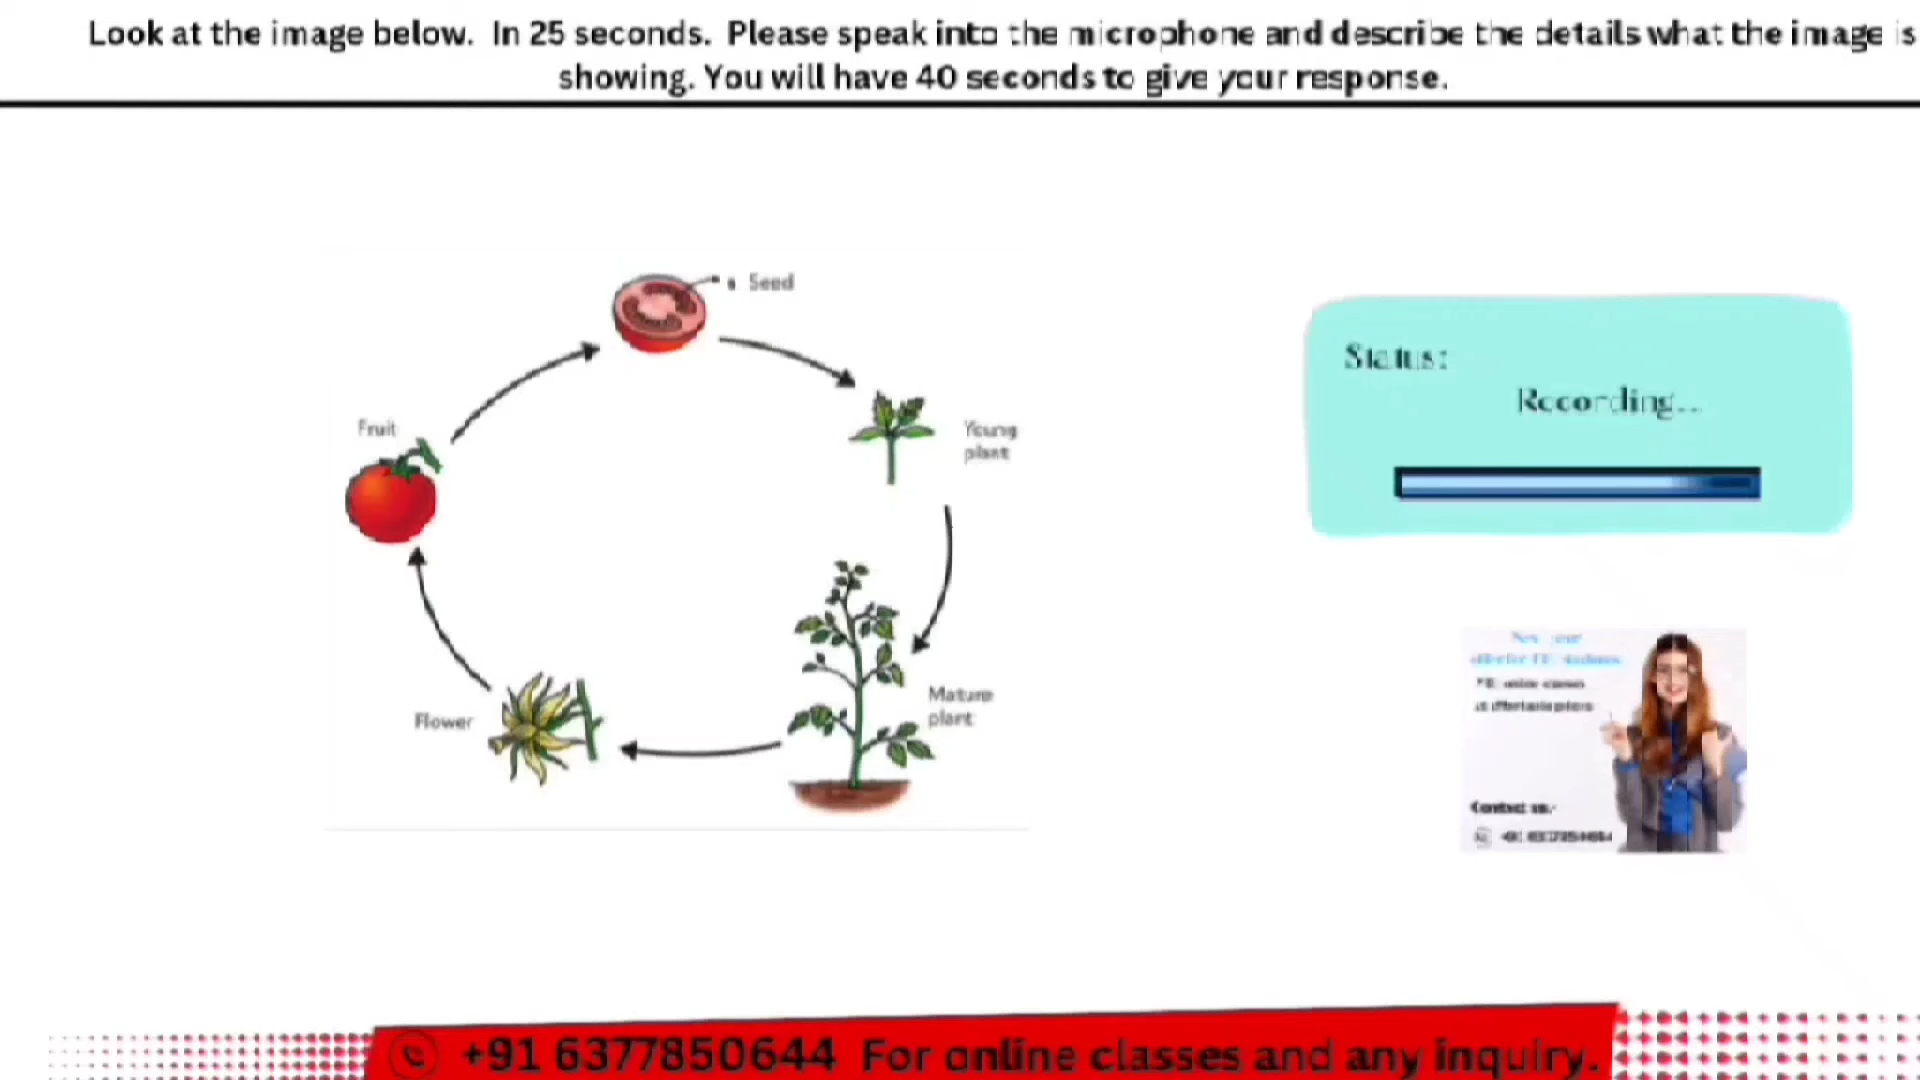 Look at the image below. In 25 seconds. Please speak into the microphone and describe the details what the image is
showing. You will have 40 seconds to give your response.
Seed
Fruit
Young
plant
Mature
plant
Flower
Status:
Recording...
Contact us:-
+91 6377850644 For online classes and any inquiry.